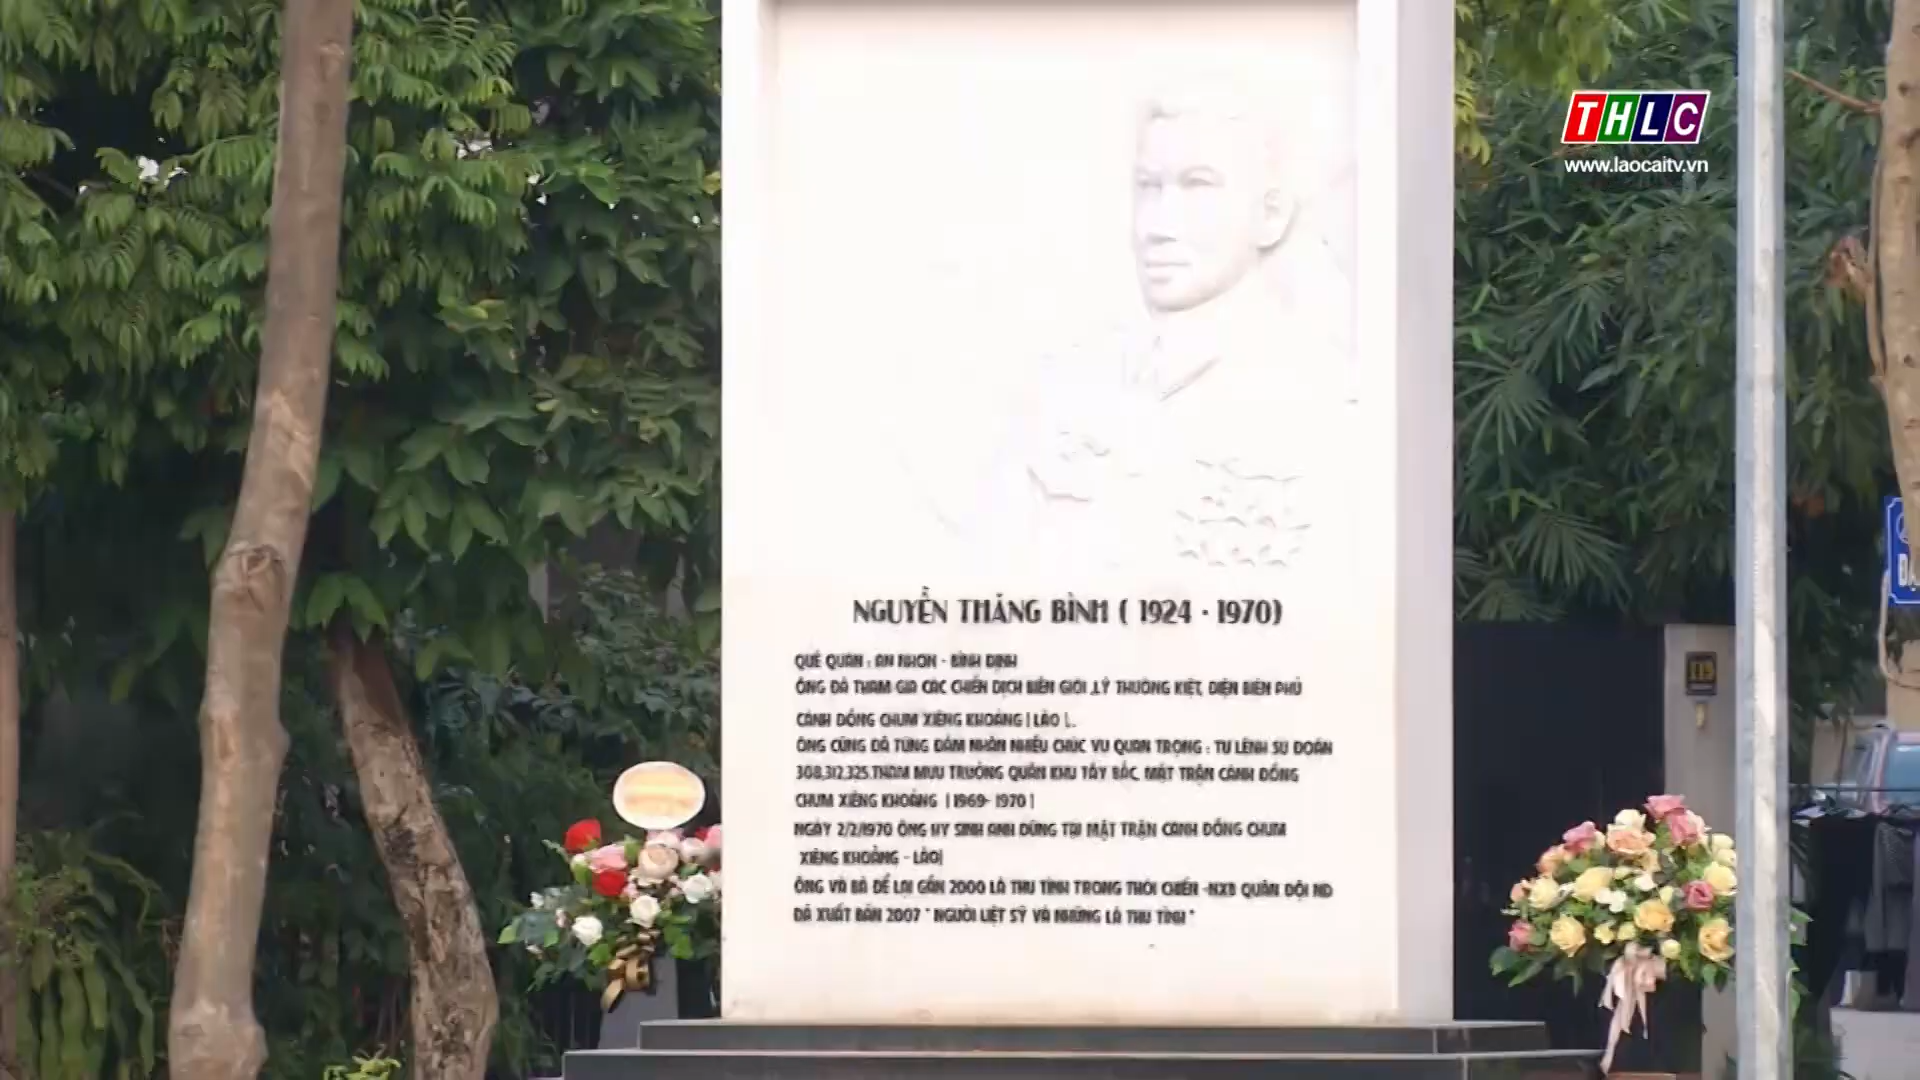 THLC
www.laocaitv.vn
NGUYỄN THĂNG BÌNH ( 1924 - 1970)
QUÊ QUÁN : AN NHƠN - BÌNH ĐỊNH
ÔNG ĐÃ THAM GIA CÁC CHIẾN DỊCH BIÊN GIỚI ,LÝ THƯỜNG KIỆT, ĐIỆN BIÊN PHỦ
CÁNH ĐỒNG CHUM XIÊNG KHOẢNG ( LÀO )..
ÔNG CŨNG ĐÃ TỪNG ĐẢM NHẬN NHIỀU CHỨC VỤ QUAN TRỌNG : TƯ LỆNH SƯ ĐOÀN
308,312,325.THAM MƯU TRƯỞNG QUÂN KHU TÂY BẮC, MẶT TRẬN CÁNH ĐỒNG
CHUM XIÊNG KHOẢNG ( 1969- 1970 )
NGÀY 2/2/1970 ÔNG HY SINH ANH DŨNG TẠI MẶT TRẬN CÁNH ĐỒNG CHUM
XIÊNG KHOẢNG - LÀO)
ÔNG VÀ BÀ ĐỂ LẠI GẦN 2000 LÁ THƯ TÌNH TRONG THỜI CHIẾN -NXB QUÂN ĐỘI ND
ĐÃ XUẤT BẢN 2007 " NGƯỜI LIỆT SỸ VÀ NHỮNG LÁ THƯ TÌNH "